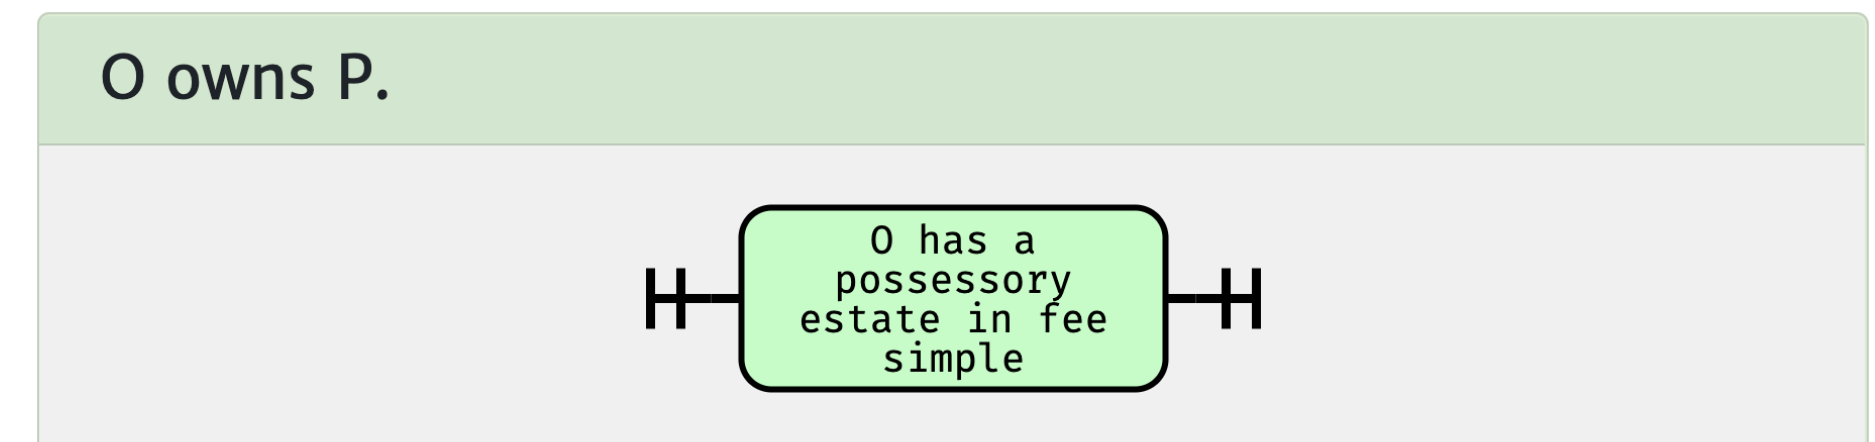 O owns P.
O has a
possessory
estate in fee
simple